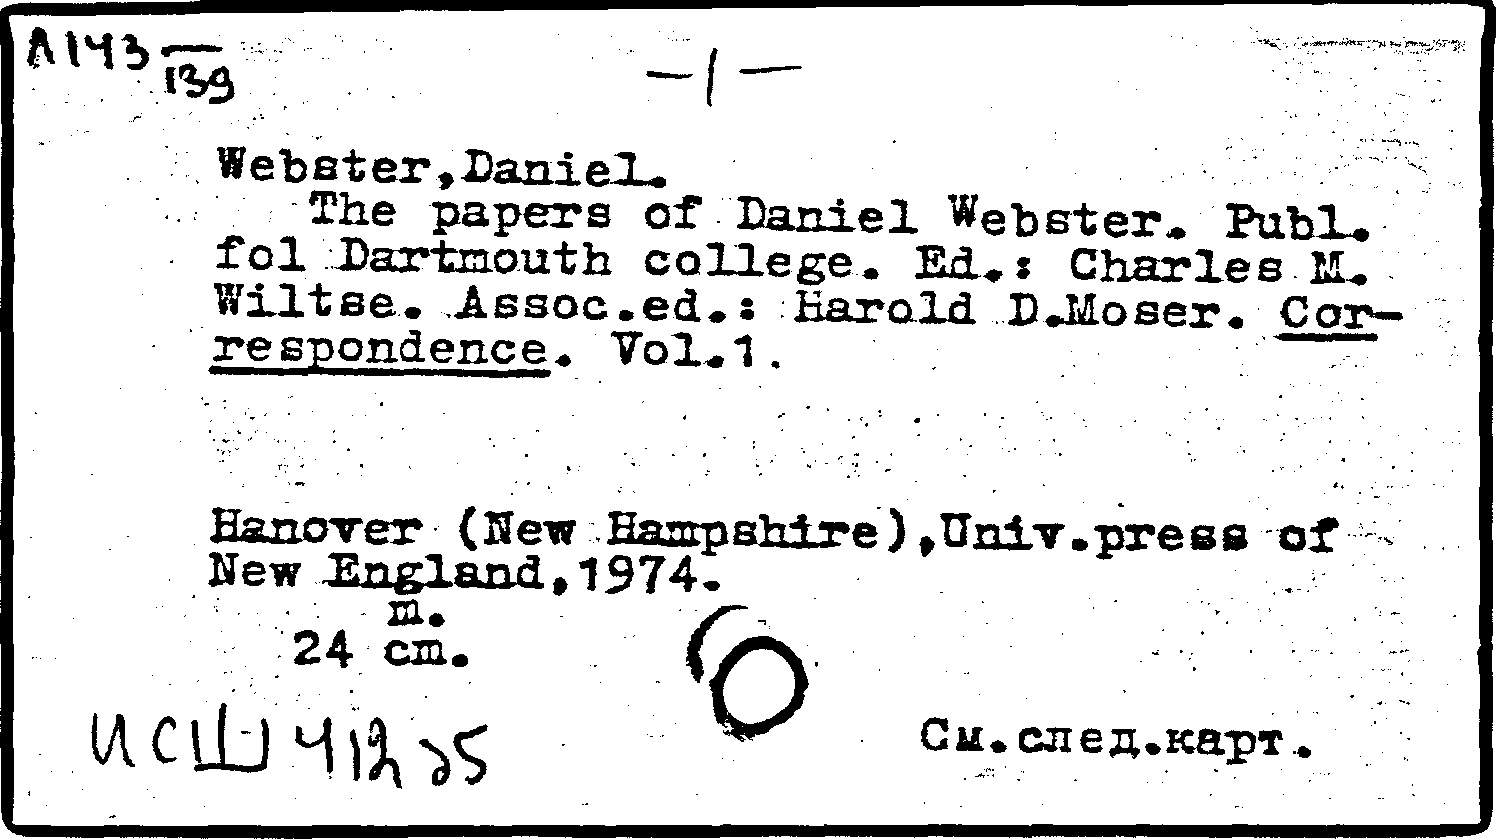 А143 139
— 1 —
Webster,Daniel.
The papers of Daniel Webster. Publ.
fol Dartmouth college. Ed.: Charles M.
Wiltse. Assoc.ed.: Harold D.Moser. Cor-
respondence. Vol.1.
Hanover (New Hampshire),Univ.press of
New England,1974.
m.
24 cm.
ИСШ
См.след.карт.